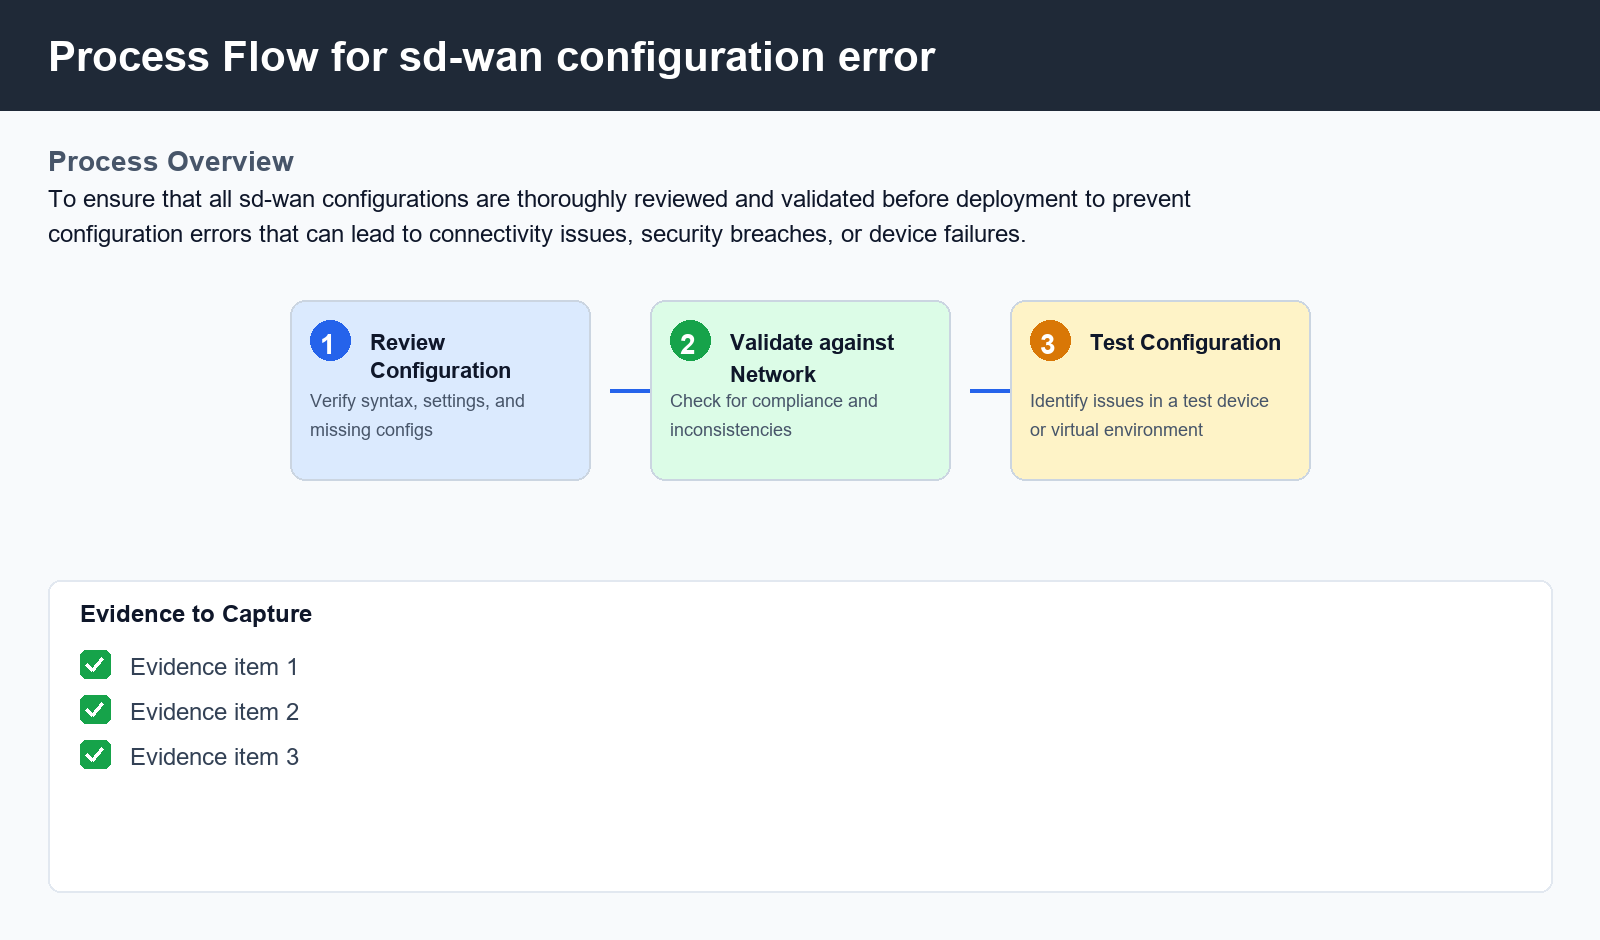 Process Flow for sd-wan configuration error
Process Overview
To ensure that all sd-wan configurations are thoroughly reviewed and validated before deployment to prevent
configuration errors that can lead to connectivity issues, security breaches, or device failures.
1
Review
Configuration
Verify syntax, settings, and
missing configs
2
Validate against
Network
Check for compliance and
inconsistencies
3
Test Configuration
Identify issues in a test device
or virtual environment
Evidence to Capture
Evidence item 1
Evidence item 2
Evidence item 3